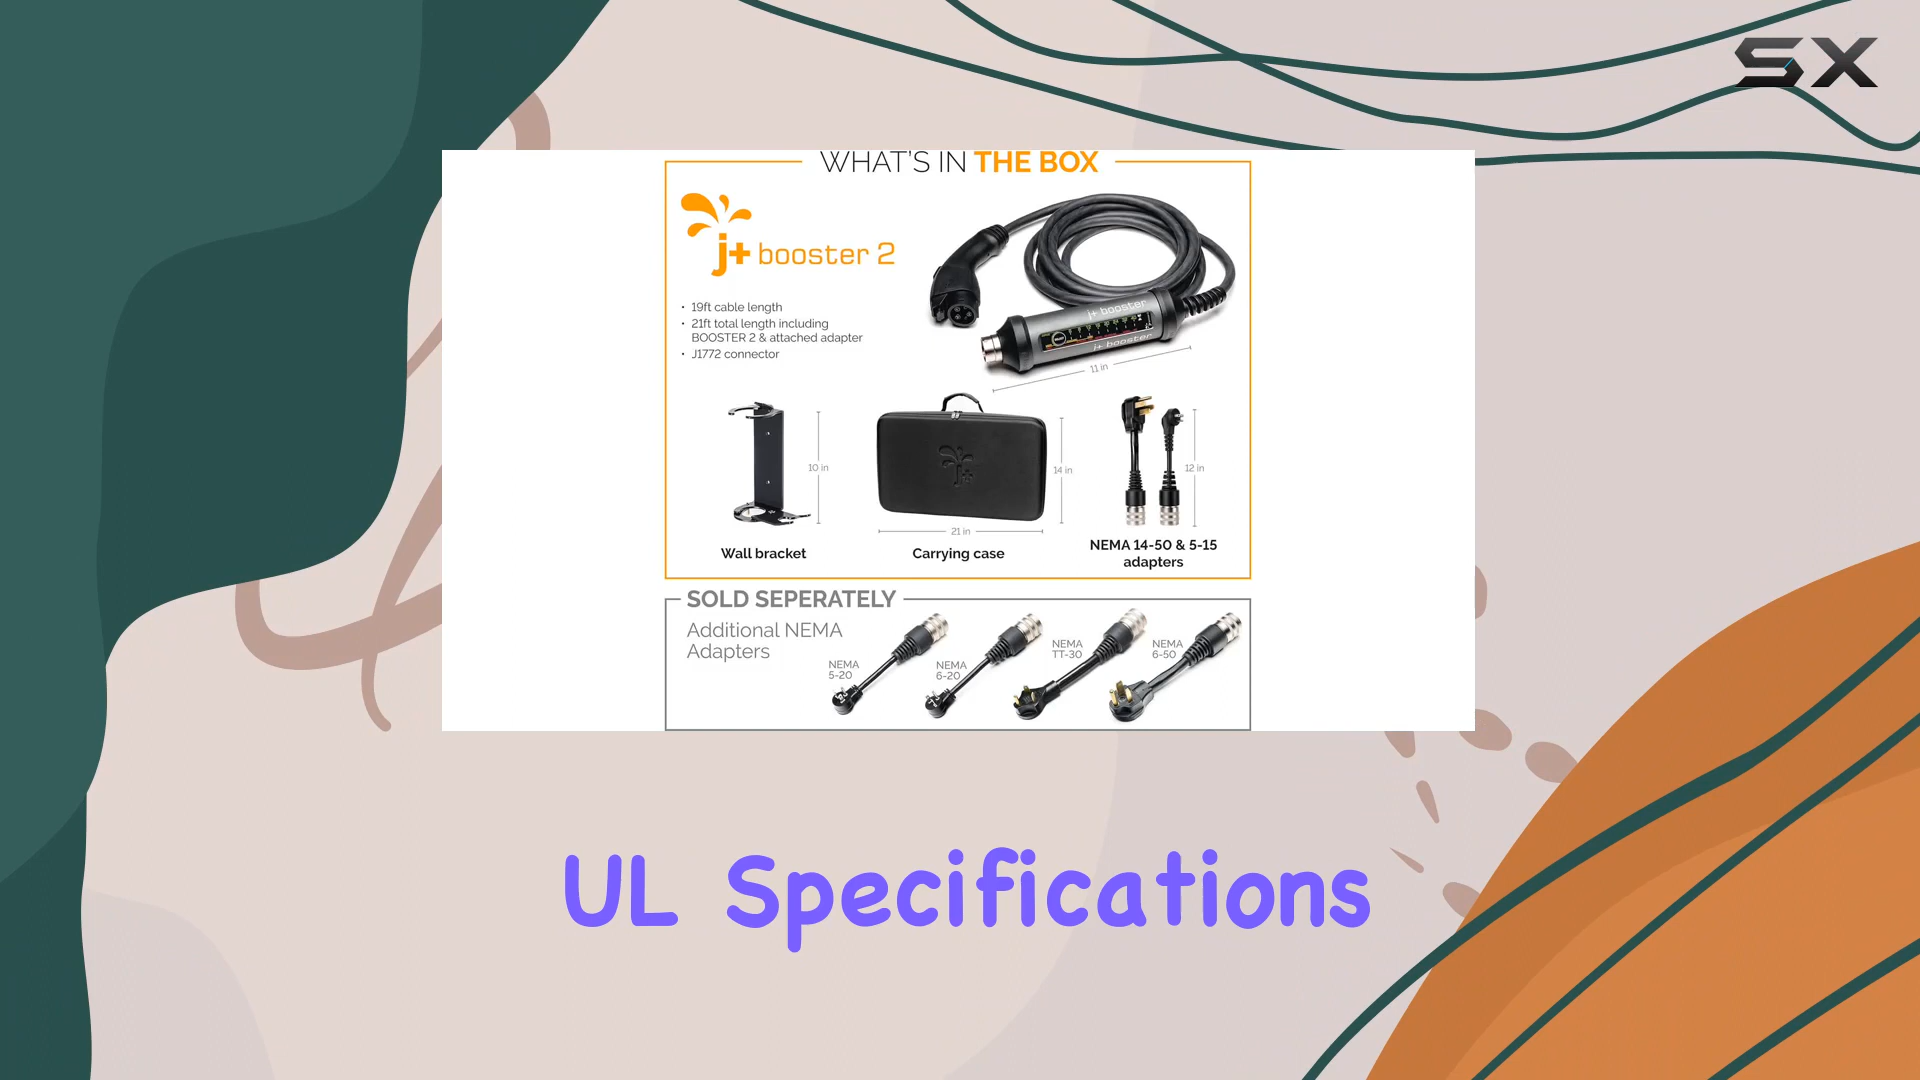 SX
WHAT'S IN THE BOX
j+ booster 2
• 19ft cable length
• 21ft total length including
BOOSTER 2 & attached adapter
• J1772 connector
j+ booster
j+ booster
11 in
10 in
14 in
21 in
12 in
j+
Wall bracket
Carrying case
NEMA 14-50 & 5-15
adapters
SOLD SEPERATELY
Additional NEMA
Adapters
NEMA
5-20
NEMA
6-20
NEMA
TT-30
NEMA
6-50
UL Specifications